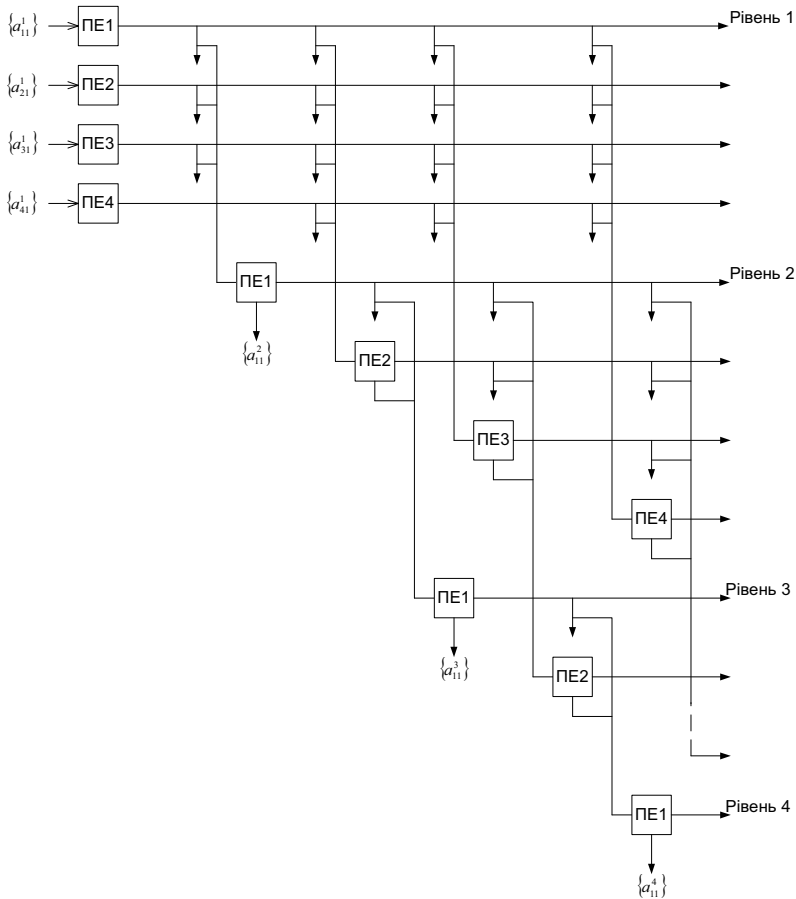 {a¹₁₁} ПЕ1 Рівень 1
{a¹₂₁} ПЕ2
{a¹₃₁} ПЕ3
{a¹₄₁} ПЕ4
ПЕ1 Рівень 2
{a²₁₁}
ПЕ2
ПЕ3
ПЕ4
ПЕ1 Рівень 3
{a³₁₁}
ПЕ2
ПЕ1 Рівень 4
{a⁴₁₁}